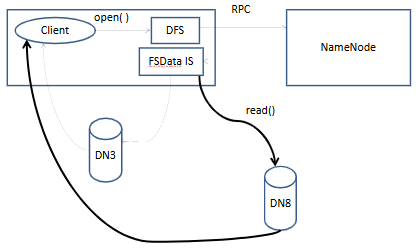 open( )
RPC
Client
DFS
NameNode
FSData IS
read()
DN3
DN8